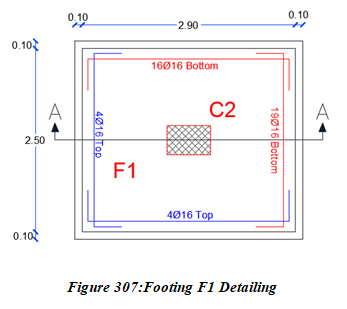 0.10
2.90
0.10
0.10
16Ø16 Bottom
C2
A
A
4Ø16 Top
19Ø16 Bottom
2.50
F1
4Ø16 Top
0.10
Figure 307:Footing F1 Detailing